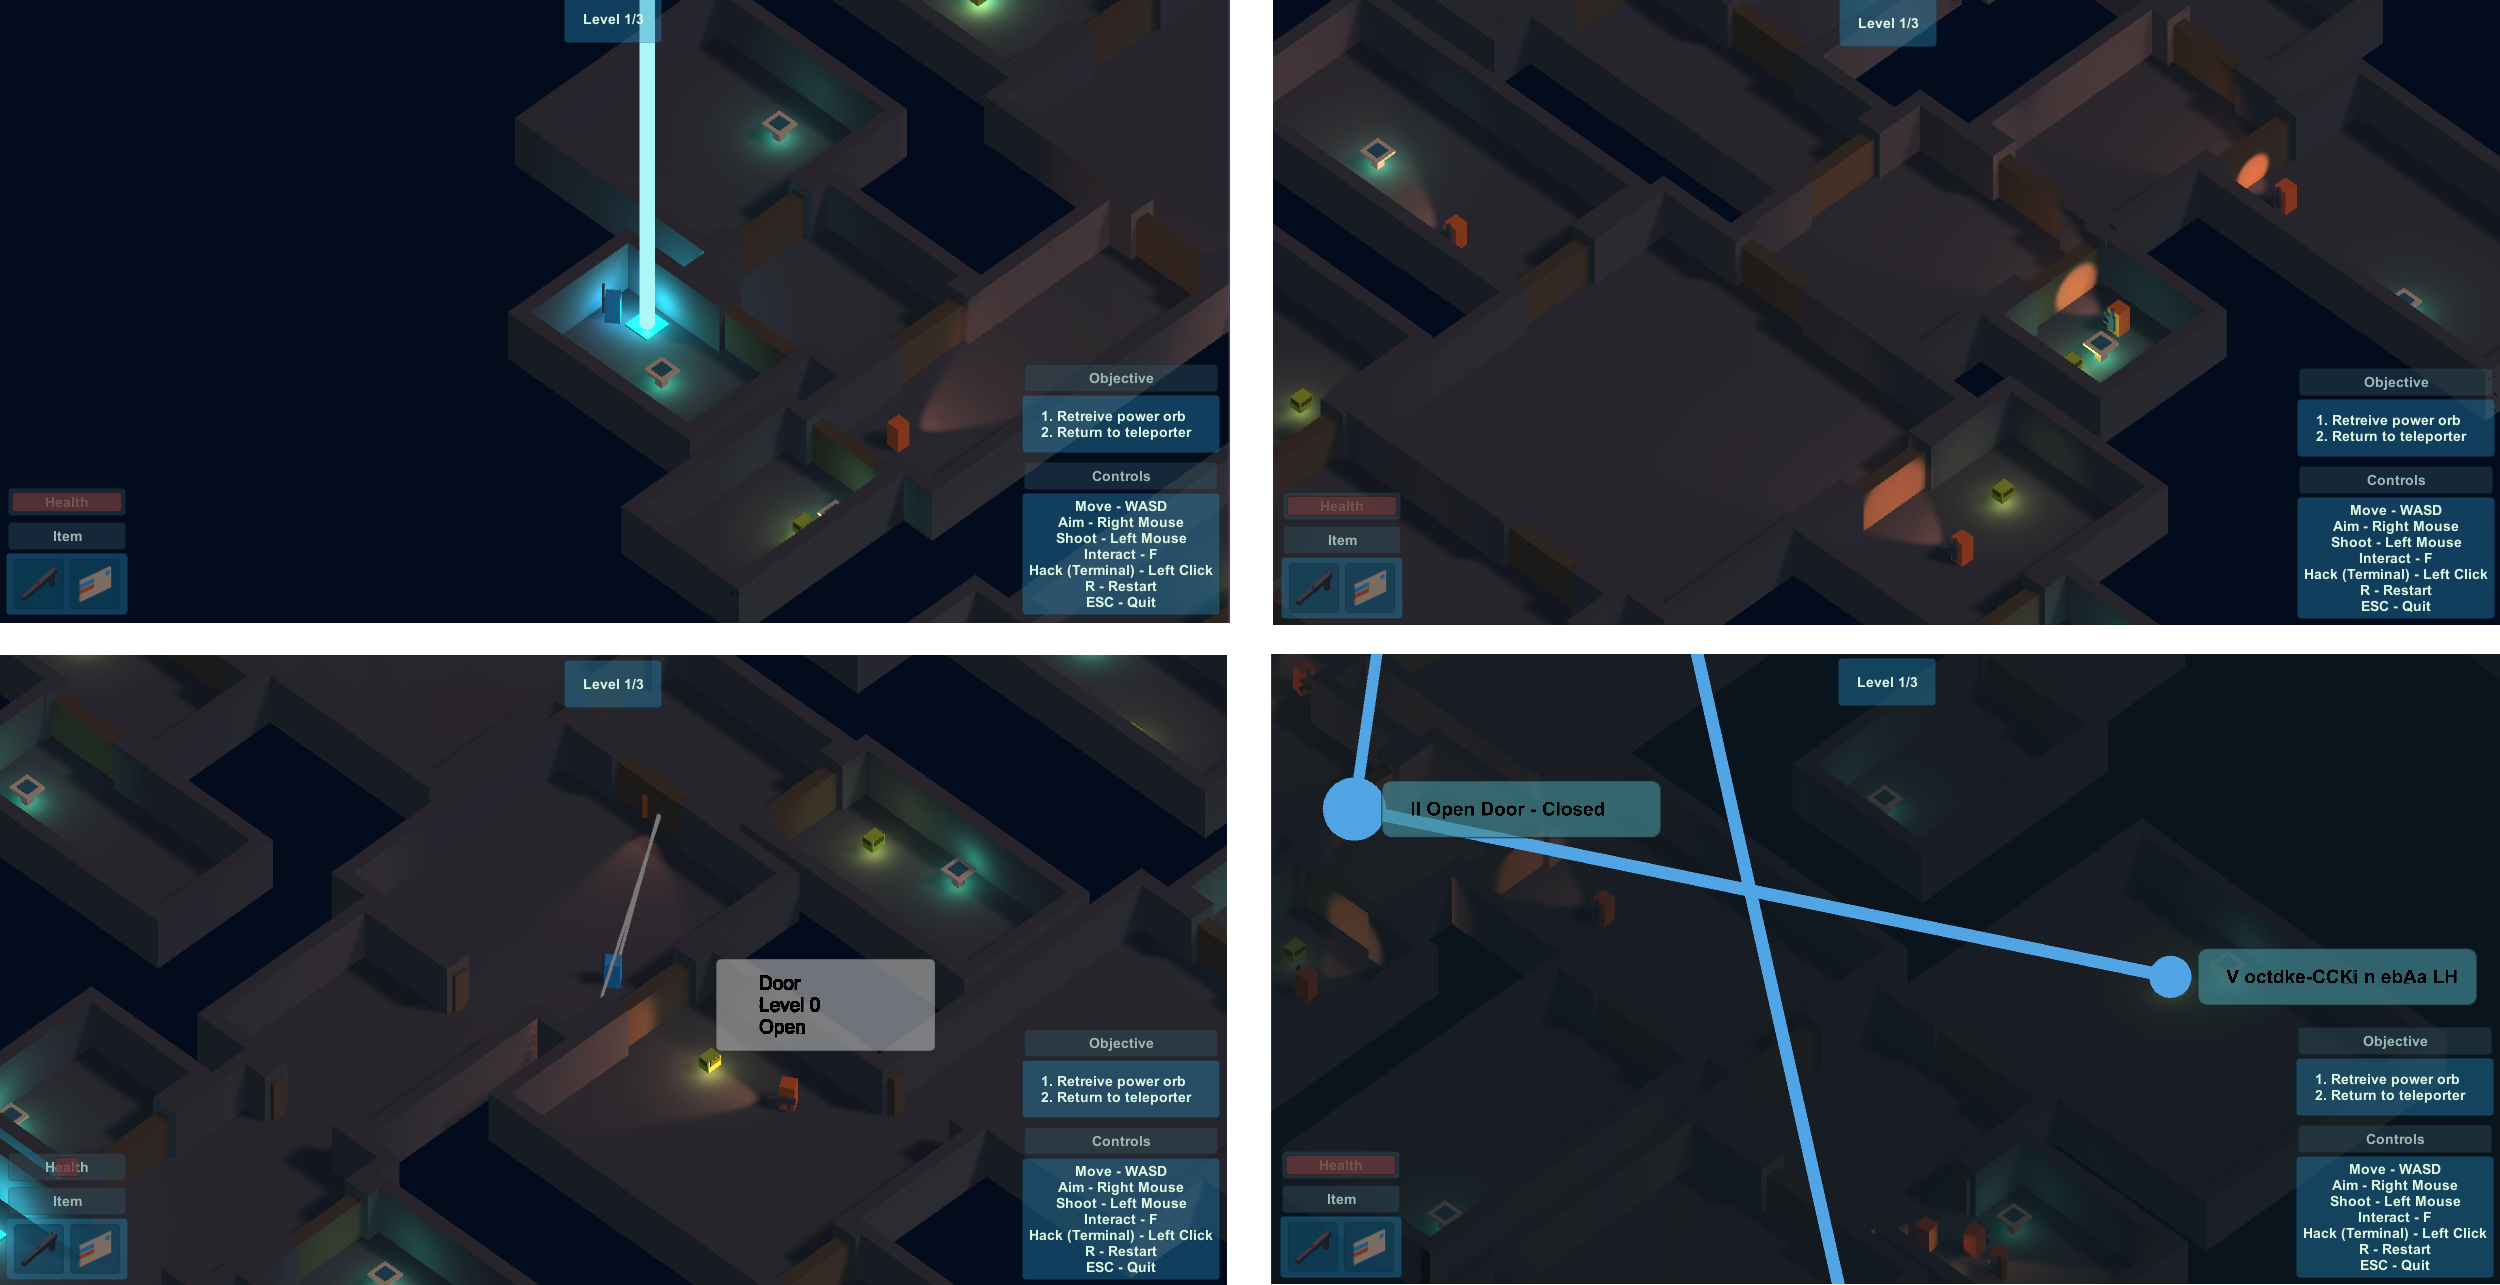 Level 1/3
Objective
1. Retreive power orb
2. Return to teleporter
Controls
Move - WASD
Aim - Right Mouse
Shoot - Left Mouse
Interact - F
Hack (Terminal) - Left Click
R - Restart
ESC - Quit
Health
Item
Level 1/3
Objective
1. Retreive power orb
2. Return to teleporter
Controls
Move - WASD
Aim - Right Mouse
Shoot - Left Mouse
Interact - F
Hack (Terminal) - Left Click
R - Restart
ESC - Quit
Health
Item
Level 1/3
Door
Level 0
Open
Objective
1. Retreive power orb
2. Return to teleporter
Controls
Move - WASD
Aim - Right Mouse
Shoot - Left Mouse
Interact - F
Hack (Terminal) - Left Click
R - Restart
ESC - Quit
Health
Item
Level 1/3
II Open Door - Closed
V octdke-CCKi n ebAa LH
Objective
1. Retreive power orb
2. Return to teleporter
Controls
Move - WASD
Aim - Right Mouse
Shoot - Left Mouse
Interact - F
Hack (Terminal) - Left Click
R - Restart
ESC - Quit
Health
Item